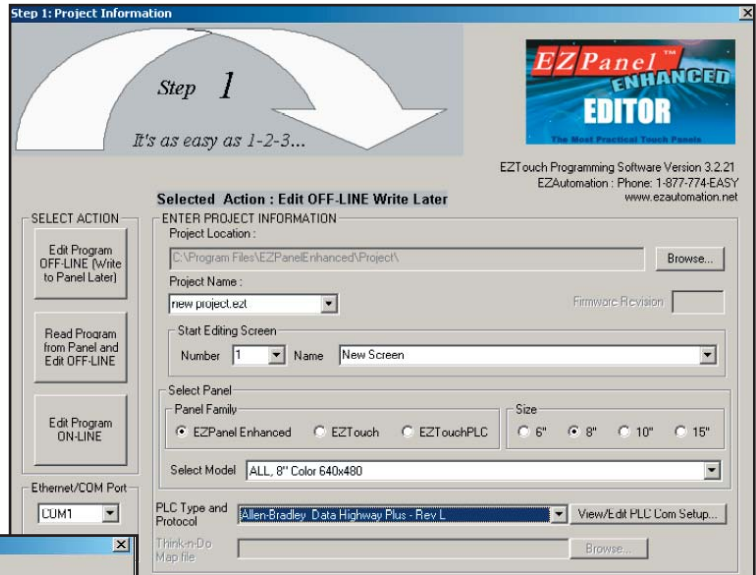 Step 1: Project Information
Step 1
It's as easy as 1-2-3...
EZPanel™
ENHANCED
EDITOR
The Most Practical Touch Panels
EZTouch Programming Software Version 3.2.21
EZAutomation : Phone: 1-877-774-EASY
www.ezautomation.net
Selected Action : Edit OFF-LINE Write Later
SELECT ACTION
Edit Program
OFF-LINE (Write
to Panel Later)
Read Program
from Panel and
Edit OFF-LINE
Edit Program
ON-LINE
Ethernet/COM Port
COM1
ENTER PROJECT INFORMATION
Project Location :
C:\Program Files\EZPanelEnhanced\Project\
Browse...
Project Name :
new project.ezt
Firmware Revision
Start Editing Screen
Number 1 Name New Screen
Select Panel
Panel Family
EZPanel Enhanced EZTouch EZTouchPLC
Size
6" 8" 10" 15"
Select Model ALL, 8" Color 640x480
PLC Type and
Protocol
Allen-Bradley Data Highway Plus - Rev L
View/Edit PLC Com Setup...
Think-n-Do
Map file
Browse...